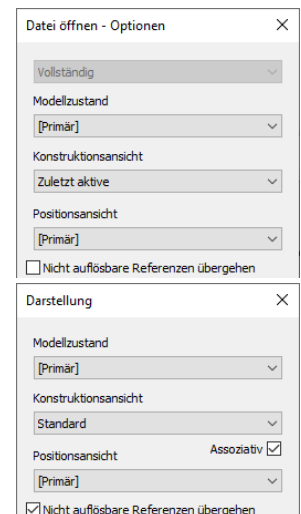 Datei öffnen - Optionen
Vollständig
Modellzustand
[Primär]
Konstruktionsansicht
Zuletzt aktive
Positionsansicht
[Primär]
Nicht auflösbare Referenzen übergehen
Darstellung
Modellzustand
[Primär]
Konstruktionsansicht
Standard
Assoziativ
Positionsansicht
[Primär]
Nicht auflösbare Referenzen übergehen